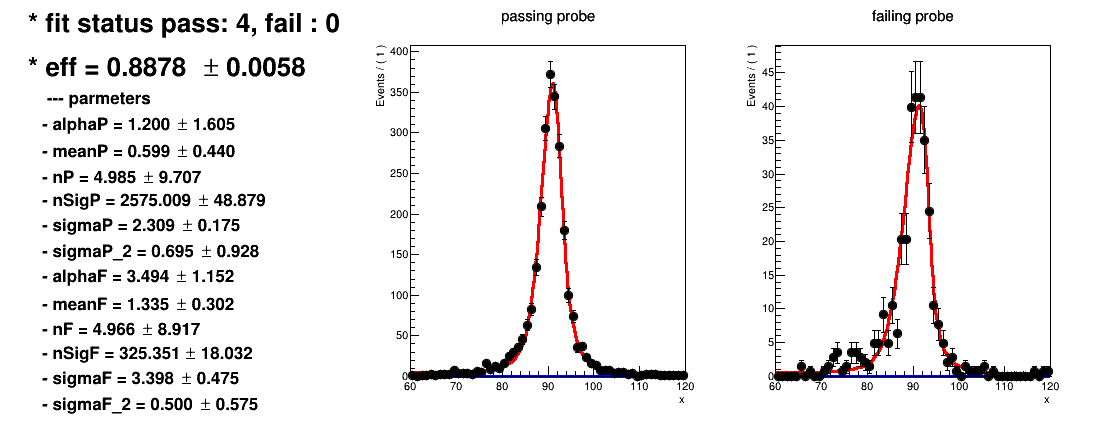 * fit status pass: 4, fail : 0
* eff = 0.8878 ± 0.0058
--- parmeters
- alphaP = 1.200 ± 1.605
- meanP = 0.599 ± 0.440
- nP = 4.985 ± 9.707
- nSigP = 2575.009 ± 48.879
- sigmaP = 2.309 ± 0.175
- sigmaP_2 = 0.695 ± 0.928
- alphaF = 3.494 ± 1.152
- meanF = 1.335 ± 0.302
- nF = 4.966 ± 8.917
- nSigF = 325.351 ± 18.032
- sigmaF = 3.398 ± 0.475
- sigmaF_2 = 0.500 ± 0.575
passing probe
Events / ( 1 )
400
350
300
250
200
150
100
50
0
60 70 80 90 100 110 120
x
failing probe
Events / ( 1 )
45
40
35
30
25
20
15
10
5
0
60 70 80 90 100 110 120
x